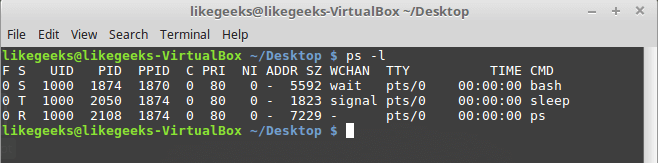 likegeeks@likegeeks-VirtualBox ~/Desktop
File Edit View Search Terminal Help
likegeeks@likegeeks-VirtualBox ~/Desktop $ ps -l
F S   UID   PID  PPID  C PRI  NI ADDR SZ WCHAN  TTY          TIME CMD
0 S  1000  1874  1870  0  80   0 -  5592 wait   pts/0    00:00:00 bash
0 T  1000  2050  1874  0  80   0 -  1823 signal pts/0    00:00:00 sleep
0 R  1000  2108  1874  0  80   0 -  7229 -      pts/0    00:00:00 ps
likegeeks@likegeeks-VirtualBox ~/Desktop $